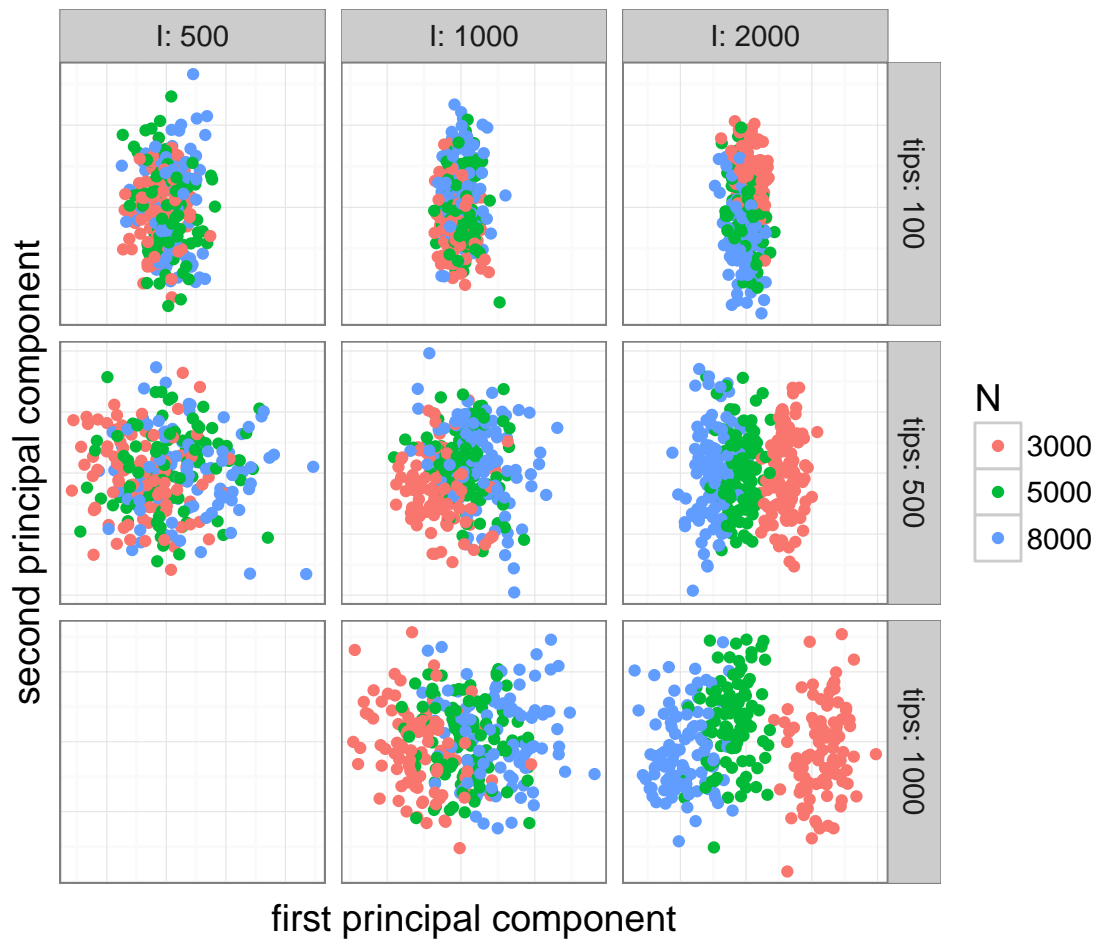 I: 500
I: 1000
I: 2000
tips: 100
tips: 500
tips: 1000
second principal component
first principal component
N
3000
5000
8000